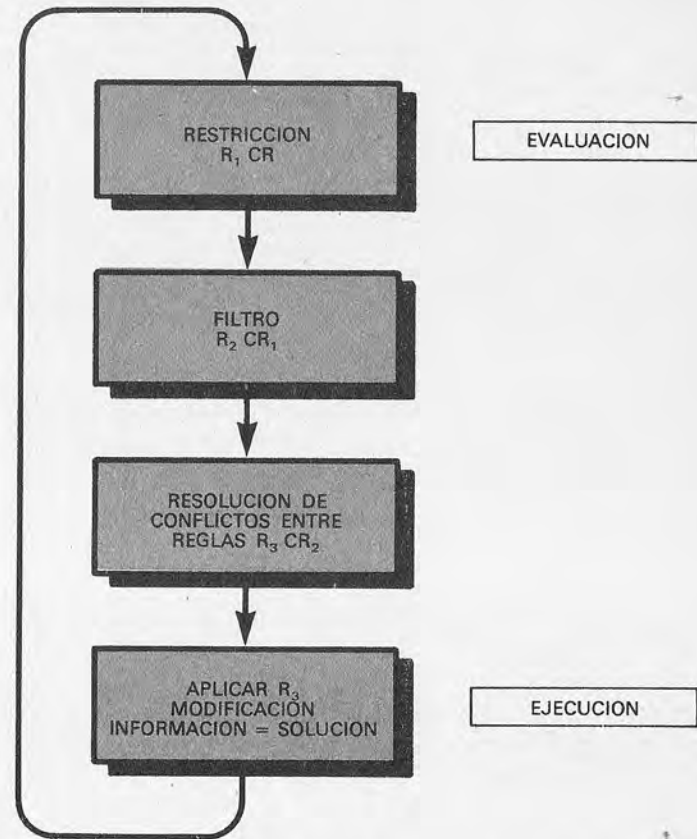 RESTRICCION
R₁ CR
EVALUACION
FILTRO
R₂ CR₁
RESOLUCION DE
CONFLICTOS ENTRE
REGLAS R₃ CR₂
APLICAR R₃
MODIFICACIÓN
INFORMACION = SOLUCION
EJECUCION